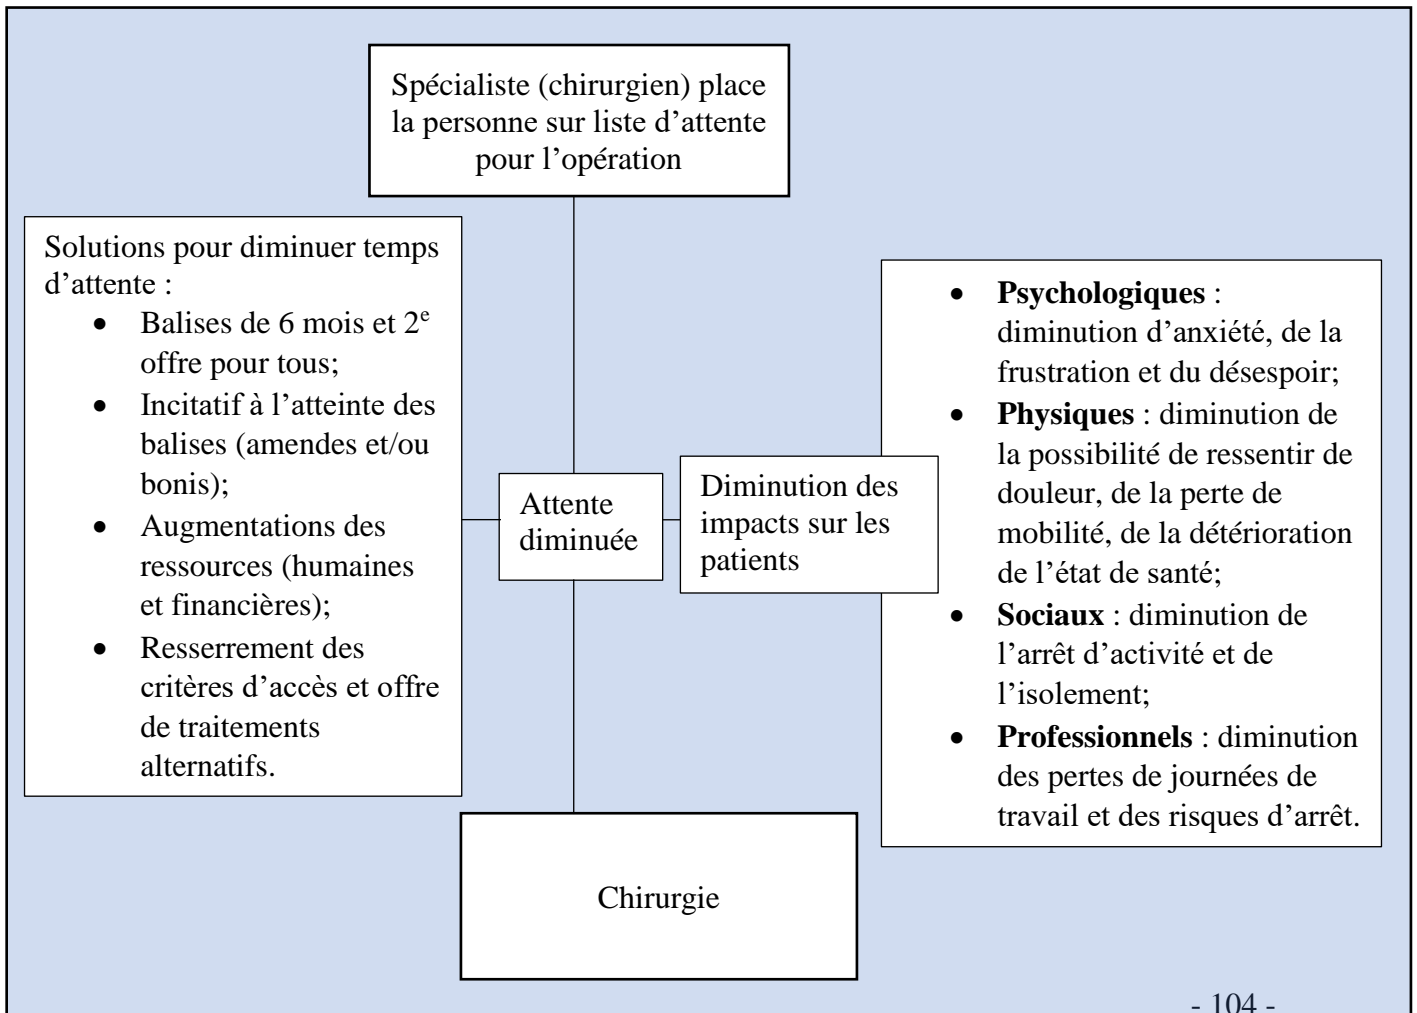 Spécialiste (chirurgien) place
la personne sur liste d’attente
pour l’opération
Solutions pour diminuer temps
d’attente :
• Balises de 6 mois et 2e
offre pour tous;
• Incitatif à l’atteinte des
balises (amendes et/ou
bonis);
• Augmentations des
ressources (humaines
et financières);
• Resserrement des
critères d’accès et offre
de traitements
alternatifs.
Attente
diminuée
Diminution des
impacts sur les
patients
• Psychologiques :
diminution d’anxiété, de la
frustration et du désespoir;
• Physiques : diminution de
la possibilité de ressentir de
douleur, de la perte de
mobilité, de la détérioration
de l’état de santé;
• Sociaux : diminution de
l’arrêt d’activité et de
l’isolement;
• Professionnels : diminution
des pertes de journées de
travail et des risques d’arrêt.
Chirurgie
- 104 -